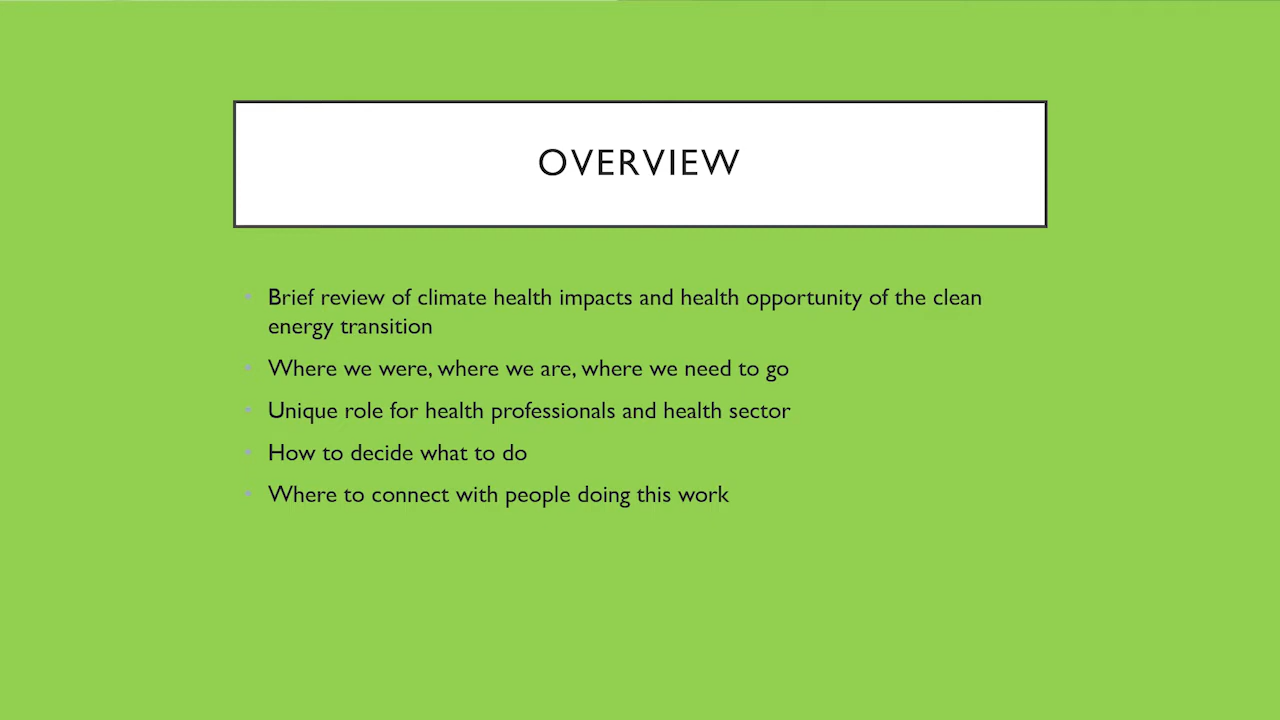 OVERVIEW
• Brief review of climate health impacts and health opportunity of the clean
energy transition
• Where we were, where we are, where we need to go
• Unique role for health professionals and health sector
• How to decide what to do
• Where to connect with people doing this work